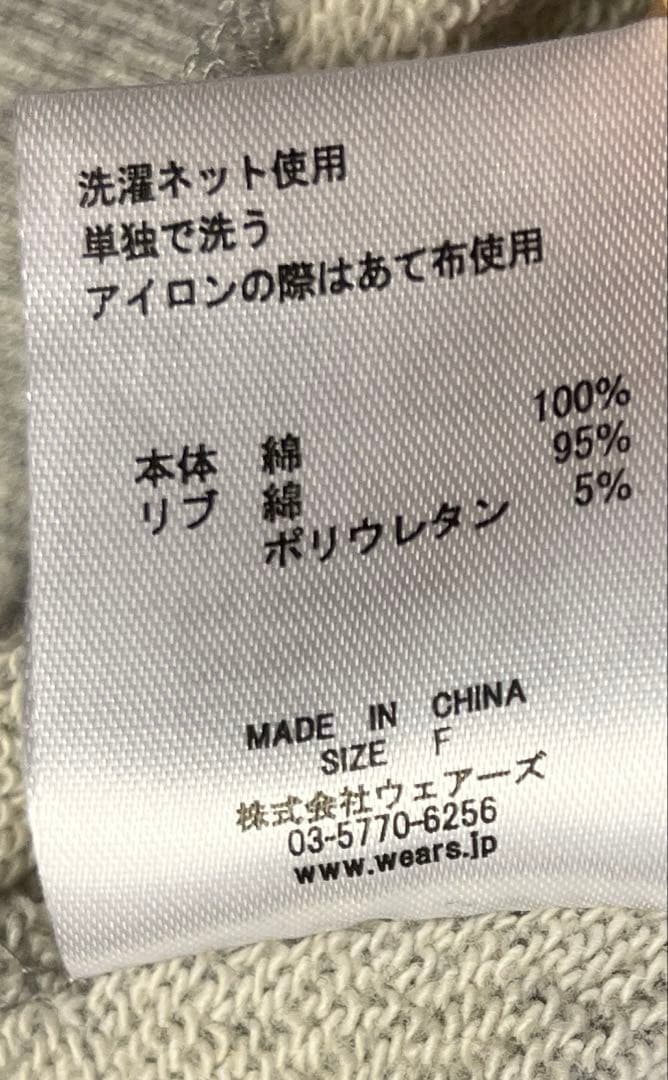 洗濯ネット使用
単独で洗う
アイロンの際はあて布使用
本体 綿 100%
リブ 綿 95%
ポリウレタン 5%
MADE IN CHINA
SIZE F
株式会社ウェアーズ
03-5770-6256
www.wears.jp